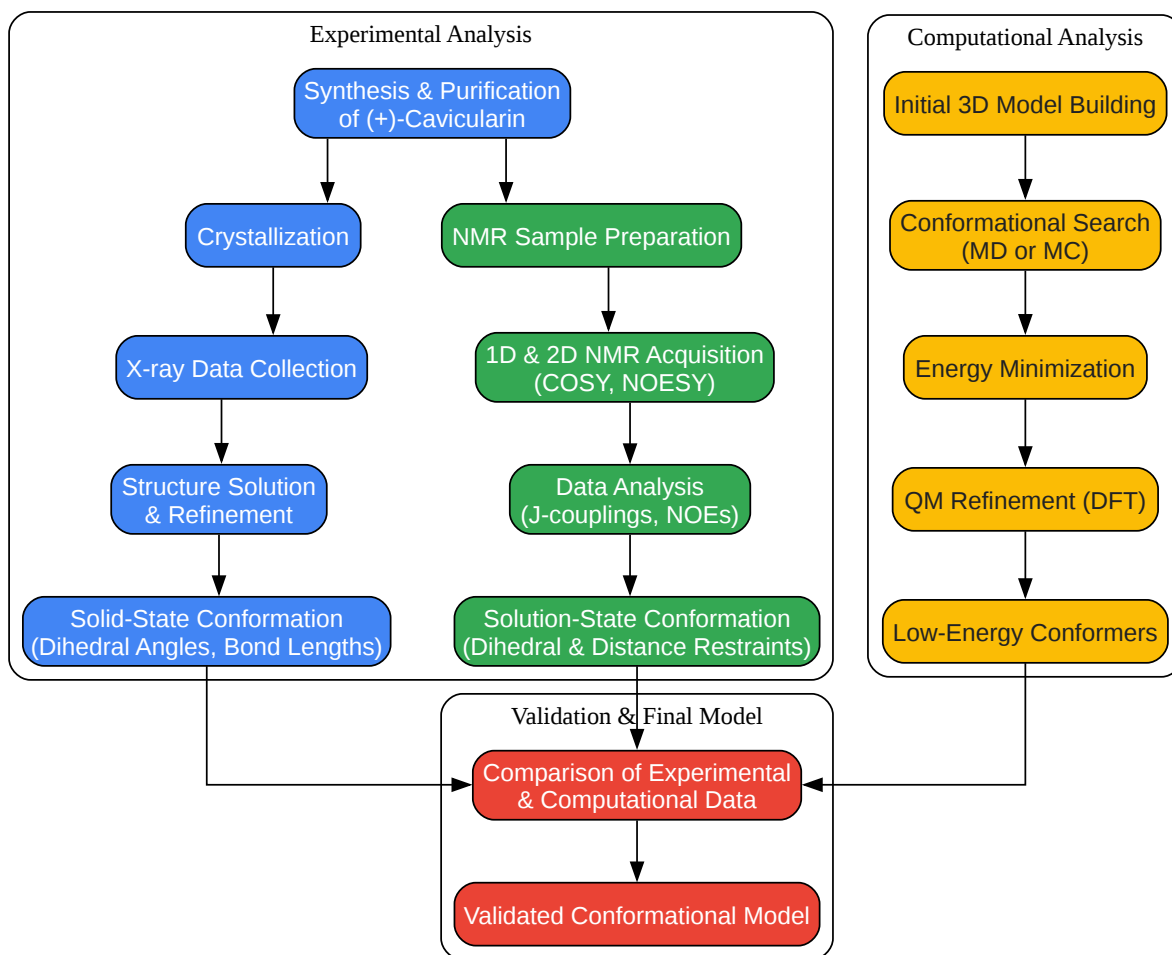 Experimental Analysis
Synthesis & Purification
of (+)-Cavicularin
Crystallization
NMR Sample Preparation
X-ray Data Collection
1D & 2D NMR Acquisition
(COSY, NOESY)
Structure Solution
& Refinement
Data Analysis
(J-couplings, NOEs)
Solid-State Conformation
(Dihedral Angles, Bond Lengths)
Solution-State Conformation
(Dihedral & Distance Restraints)
Computational Analysis
Initial 3D Model Building
Conformational Search
(MD or MC)
Energy Minimization
QM Refinement (DFT)
Low-Energy Conformers
Validation & Final Model
Comparison of Experimental
& Computational Data
Validated Conformational Model